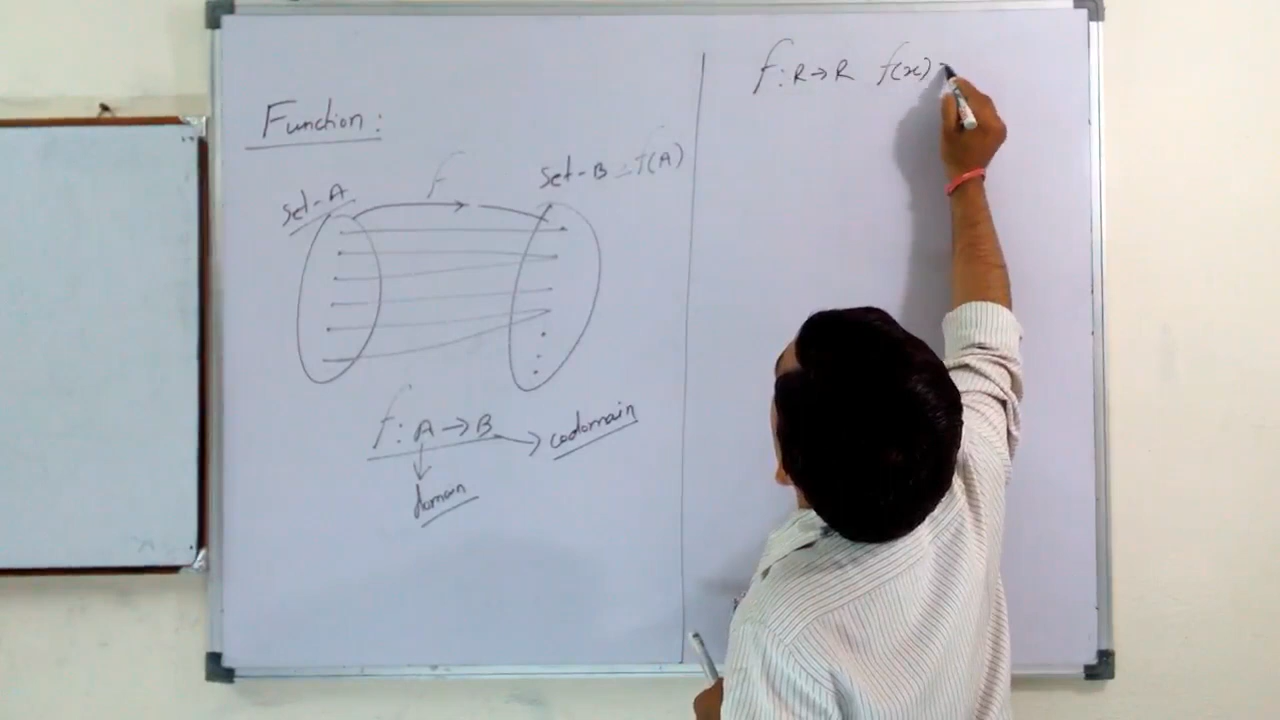 Function:
set-A
f
set-B = f(A)
f: A → B
codomain
domain
f: R → R f(x) =